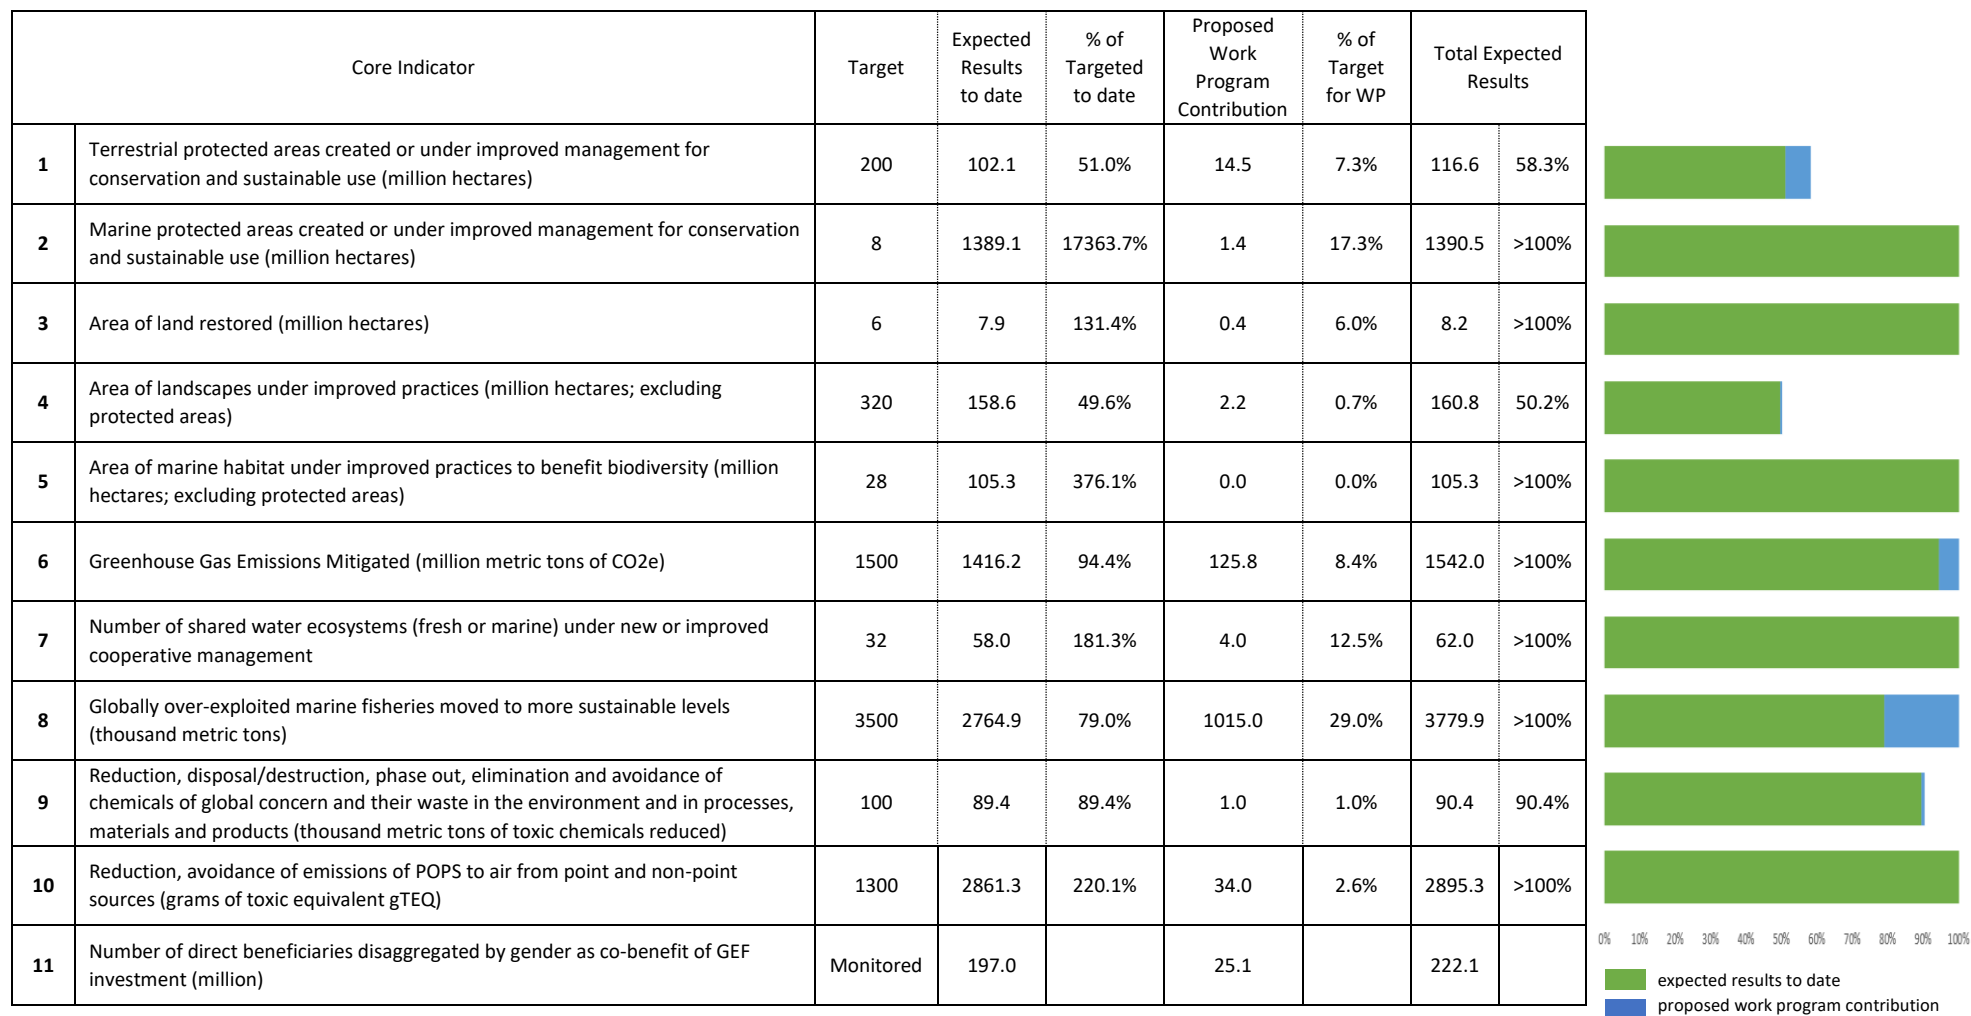 Core Indicator
Target
Expected
Results
to date
% of
Targeted
to date
Proposed
Work
Program
Contribution
% of
Target
for WP
Total Expected
Results
1
Terrestrial protected areas created or under improved management for
conservation and sustainable use (million hectares)
200
102.1
51.0%
14.5
7.3%
116.6
58.3%
2
Marine protected areas created or under improved management for conservation
and sustainable use (million hectares)
8
1389.1
17363.7%
1.4
17.3%
1390.5
>100%
3
Area of land restored (million hectares)
6
7.9
131.4%
0.4
6.0%
8.2
>100%
4
Area of landscapes under improved practices (million hectares; excluding
protected areas)
320
158.6
49.6%
2.2
0.7%
160.8
50.2%
5
Area of marine habitat under improved practices to benefit biodiversity (million
hectares; excluding protected areas)
28
105.3
376.1%
0.0
0.0%
105.3
>100%
6
Greenhouse Gas Emissions Mitigated (million metric tons of CO2e)
1500
1416.2
94.4%
125.8
8.4%
1542.0
>100%
7
Number of shared water ecosystems (fresh or marine) under new or improved
cooperative management
32
58.0
181.3%
4.0
12.5%
62.0
>100%
8
Globally over-exploited marine fisheries moved to more sustainable levels
(thousand metric tons)
3500
2764.9
79.0%
1015.0
29.0%
3779.9
>100%
9
Reduction, disposal/destruction, phase out, elimination and avoidance of
chemicals of global concern and their waste in the environment and in processes,
materials and products (thousand metric tons of toxic chemicals reduced)
100
89.4
89.4%
1.0
1.0%
90.4
90.4%
10
Reduction, avoidance of emissions of POPS to air from point and non-point
sources (grams of toxic equivalent gTEQ)
1300
2861.3
220.1%
34.0
2.6%
2895.3
>100%
11
Number of direct beneficiaries disaggregated by gender as co-benefit of GEF
investment (million)
Monitored
197.0
25.1
222.1
0% 10% 20% 30% 40% 50% 60% 70% 80% 90% 100%
expected results to date
proposed work program contribution